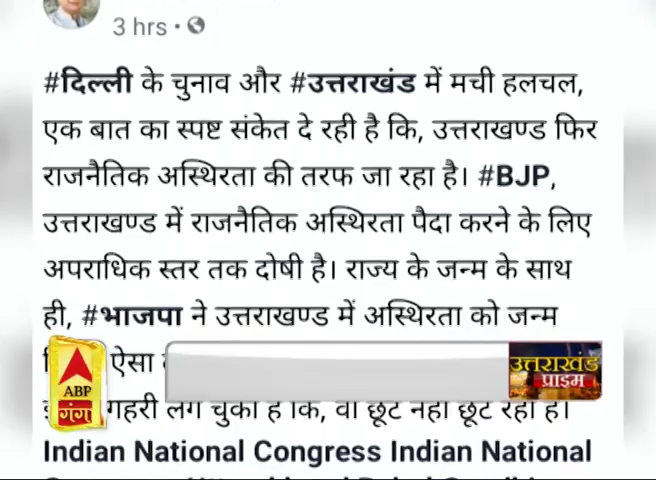 3 hrs ·
#दिल्ली के चुनाव और #उत्तराखंड में मची हलचल,
एक बात का स्पष्ट संकेत दे रही है कि, उत्तराखण्ड फिर
राजनैतिक अस्थिरता की तरफ जा रहा है। #BJP,
उत्तराखण्ड में राजनैतिक अस्थिरता पैदा करने के लिए
अपराधिक स्तर तक दोषी है। राज्य के जन्म के साथ
ही, #भाजपा ने उत्तराखण्ड में अस्थिरता को जन्म
ऐसा
गहरी लग चुकी है कि, वो छूट नहीं छूट रही है।
Indian National Congress Indian National
ABP
गंगा
उत्तराखंड
प्राइम